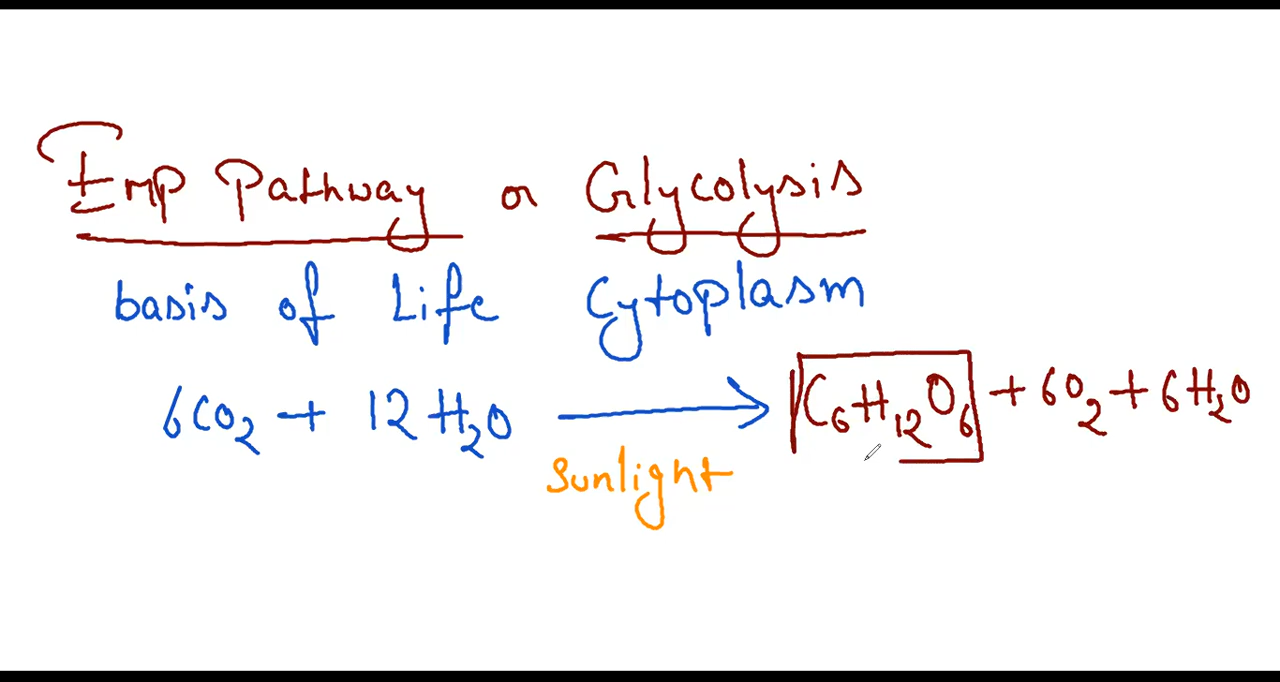 Emp Pathway or Glycolysis
basis of Life Cytoplasm
6CO₂ + 12H₂O → C₆H₁₂O₆ + 6O₂ + 6H₂O
Sunlight